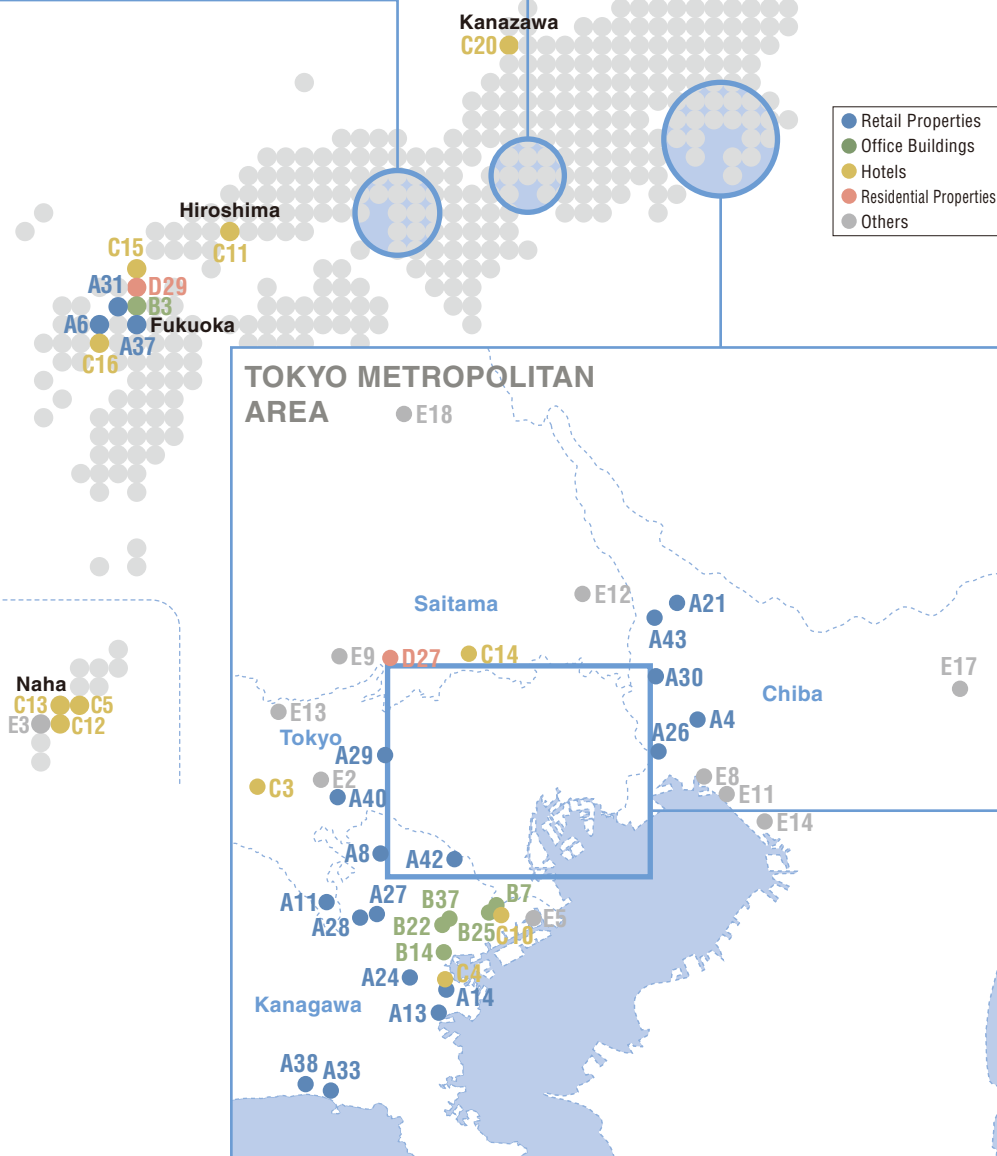 Kanazawa
C20
Retail Properties
Office Buildings
Hotels
Residential Properties
Others
Hiroshima
C11
C15
A31
D29
B3
A6
Fukuoka
A37
C16
TOKYO METROPOLITAN
AREA
E18
Saitama
E12
A21
A43
E9
D27
C14
A30
E17
Naha
C13
C5
E3
C12
Chiba
E13
Tokyo
A4
A26
A29
E2
C3
A40
E8
E11
E14
A8
A42
A11
A27
A28
B37
B7
B22
B25
C10
E5
B14
A24
C4
A14
Kanagawa
A13
A38
A33